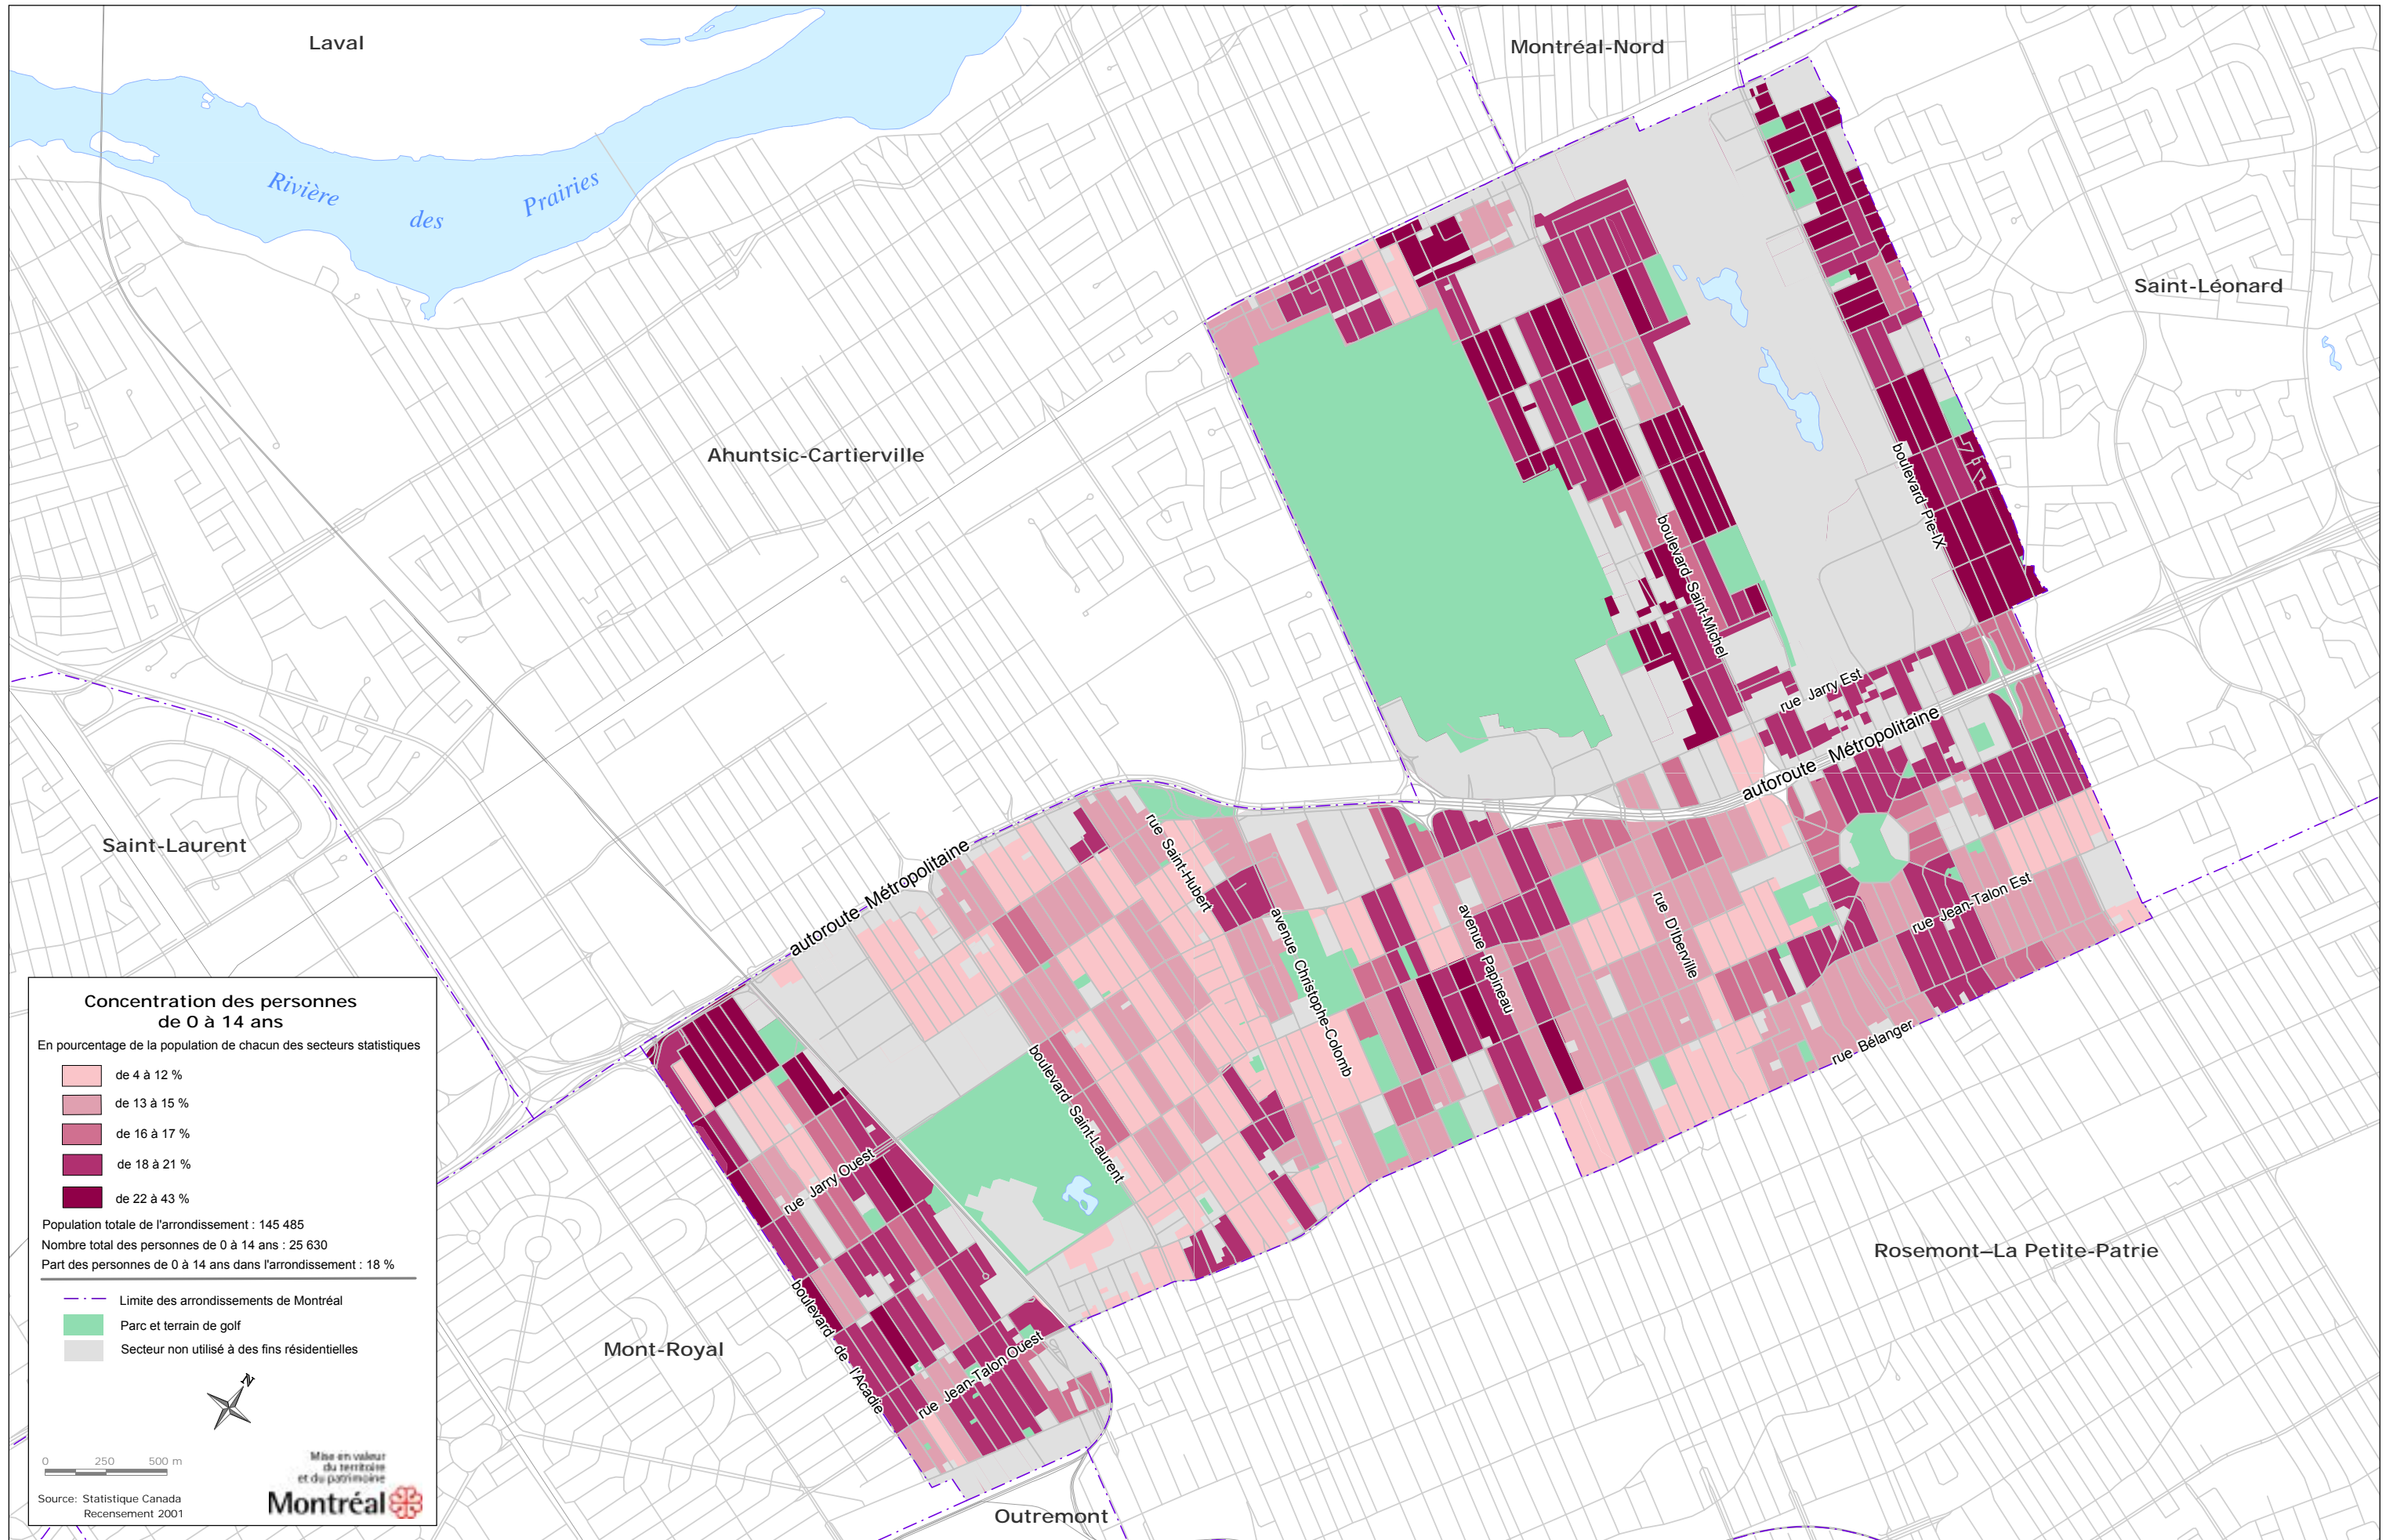 Laval
Montréal-Nord
Rivière
des
Prairies
Saint-Léonard
Ahuntsic-Cartierville
boulevard Pie-IX
boulevard Saint-Michel
rue Jarry Est
autoroute Métropolitaine
autoroute Métropolitaine
Saint-Laurent
rue Saint-Hubert
avenue Christophe-Colomb
avenue Papineau
rue D'Iberville
rue Jean-Talon Est
rue Bélanger
boulevard Saint-Laurent
rue Jarry Ouest
boulevard de l'Acadie
rue Jean-Talon Ouest
Mont-Royal
Rosemont–La Petite-Patrie
Outremont
Concentration des personnes
de 0 à 14 ans
En pourcentage de la population de chacun des secteurs statistiques
de 4 à 12 %
de 13 à 15 %
de 16 à 17 %
de 18 à 21 %
de 22 à 43 %
Population totale de l'arrondissement : 145 485
Nombre total des personnes de 0 à 14 ans : 25 630
Part des personnes de 0 à 14 ans dans l'arrondissement : 18 %
Limite des arrondissements de Montréal
Parc et terrain de golf
Secteur non utilisé à des fins résidentielles
N
0 250 500 m
Source: Statistique Canada
Recensement 2001
Mise en valeur
du territoire
et du patrimoine
Montréal